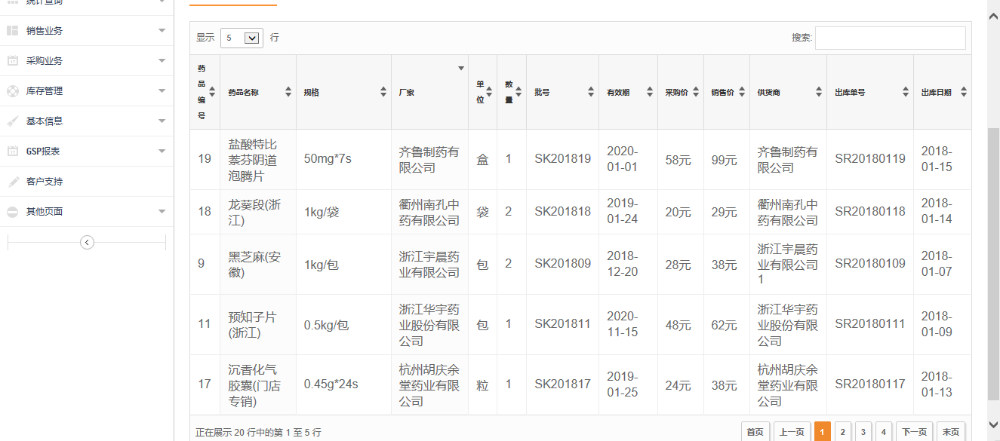 统计查询
销售业务
采购业务
库存管理
基本信息
GSP报表
客户支持
其他页面
显示 5 行
搜索:
药品编号 药品名称 规格 厂家 单位 数量 批号 有效期 采购价 销售价 供货商 出库单号 出库日期
19 盐酸特比萘芬阴道泡腾片 50mg*7s 齐鲁制药有限公司 盒 1 SK201819 2020-01-01 58元 99元 齐鲁制药有限公司 SR20180119 2018-01-15
18 龙葵段(浙江) 1kg/袋 衢州南孔中药有限公司 袋 2 SK201818 2019-01-24 20元 29元 衢州南孔中药有限公司 SR20180118 2018-01-14
9 黑芝麻(安徽) 1kg/包 浙江宇晨药业有限公司 包 2 SK201809 2018-12-20 28元 38元 浙江宇晨药业有限公司1 SR20180109 2018-01-07
11 预知子片(浙江) 0.5kg/包 浙江华宇药业股份有限公司 包 1 SK201811 2020-11-15 48元 62元 浙江华宇药业股份有限公司 SR20180111 2018-01-09
17 沉香化气胶囊(门店专销) 0.45g*24s 杭州胡庆余堂药业有限公司 粒 1 SK201817 2019-01-25 24元 38元 杭州胡庆余堂药业有限公司 SR20180117 2018-01-13
正在展示 20 行中的第 1 至 5 行
首页 上一页 1 2 3 4 下一页 末页